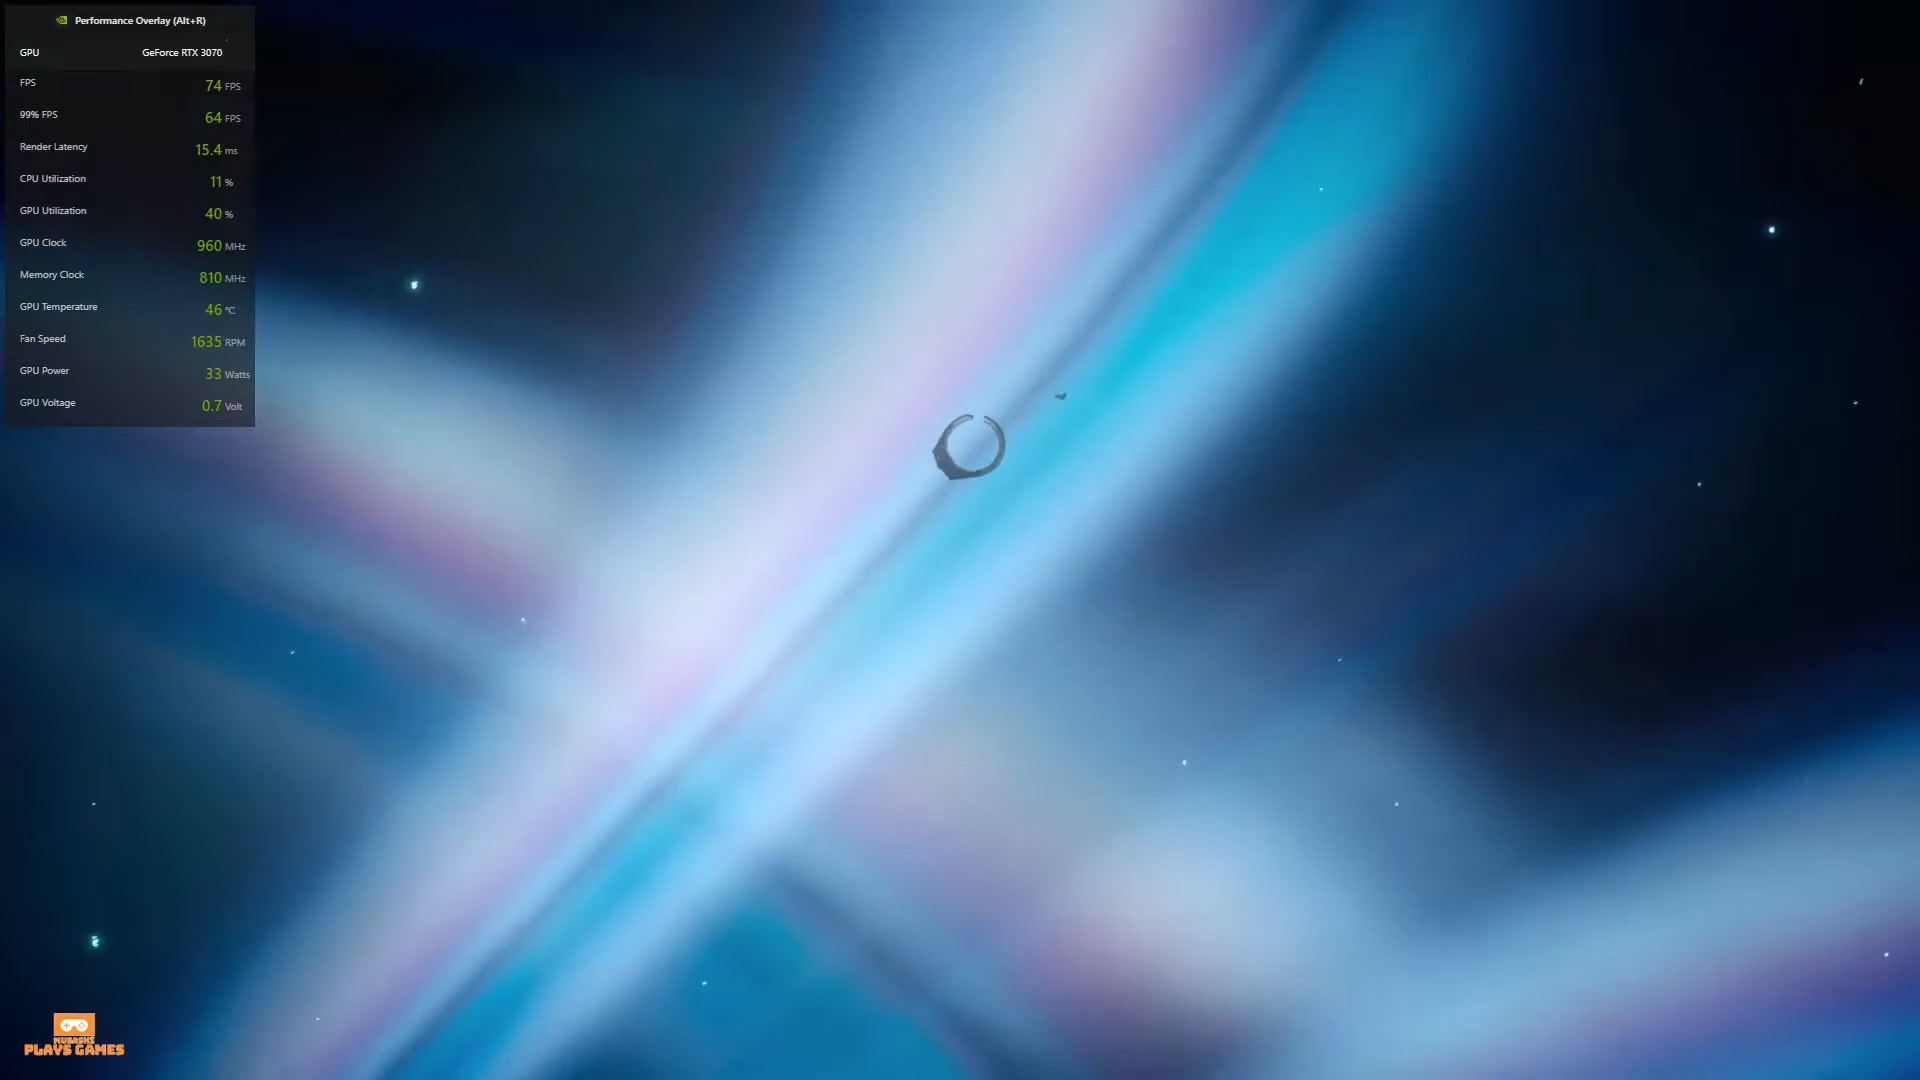 Performance Overlay (Alt+R)
GPU GeForce RTX 3070
FPS 74 FPS
99% FPS 64 FPS
Render Latency 15.4 ms
CPU Utilization 11 %
GPU Utilization 40 %
GPU Clock 960 MHz
Memory Clock 810 MHz
GPU Temperature 46 °C
Fan Speed 1635 RPM
GPU Power 33 Watts
GPU Voltage 0.7 Volt
PLAYS GAMES